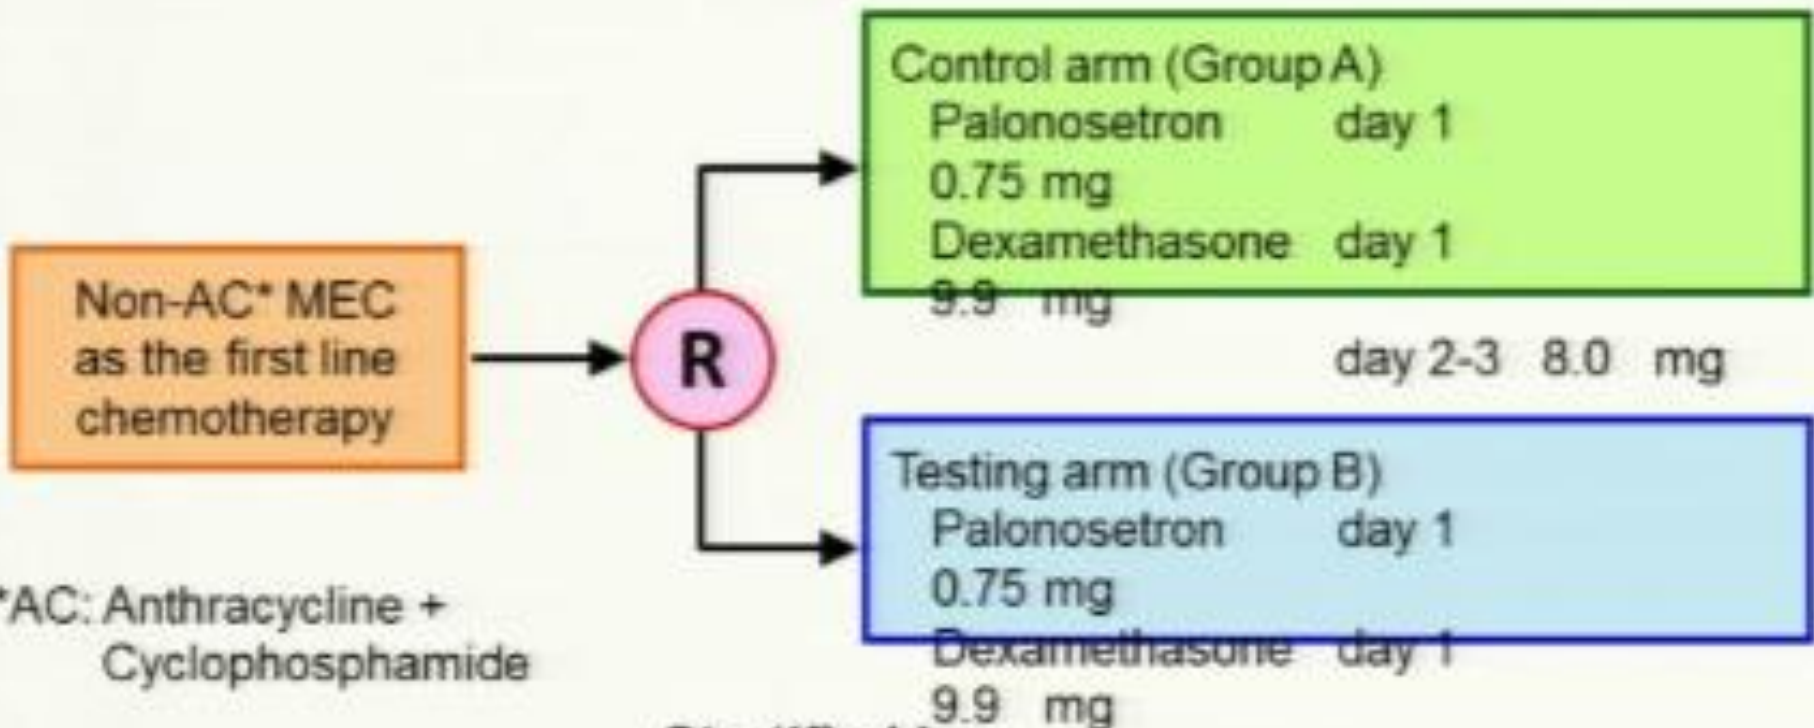 Control arm (Group A)
Palonosetron day 1
0.75 mg
Dexamethasone day 1
9.9 mg
day 2-3 8.0 mg
Non-AC* MEC
as the first line
chemotherapy
R
Testing arm (Group B)
Palonosetron day 1
0.75 mg
Dexamethasone day 1
9.9 mg
*AC: Anthracycline +
Cyclophosphamide